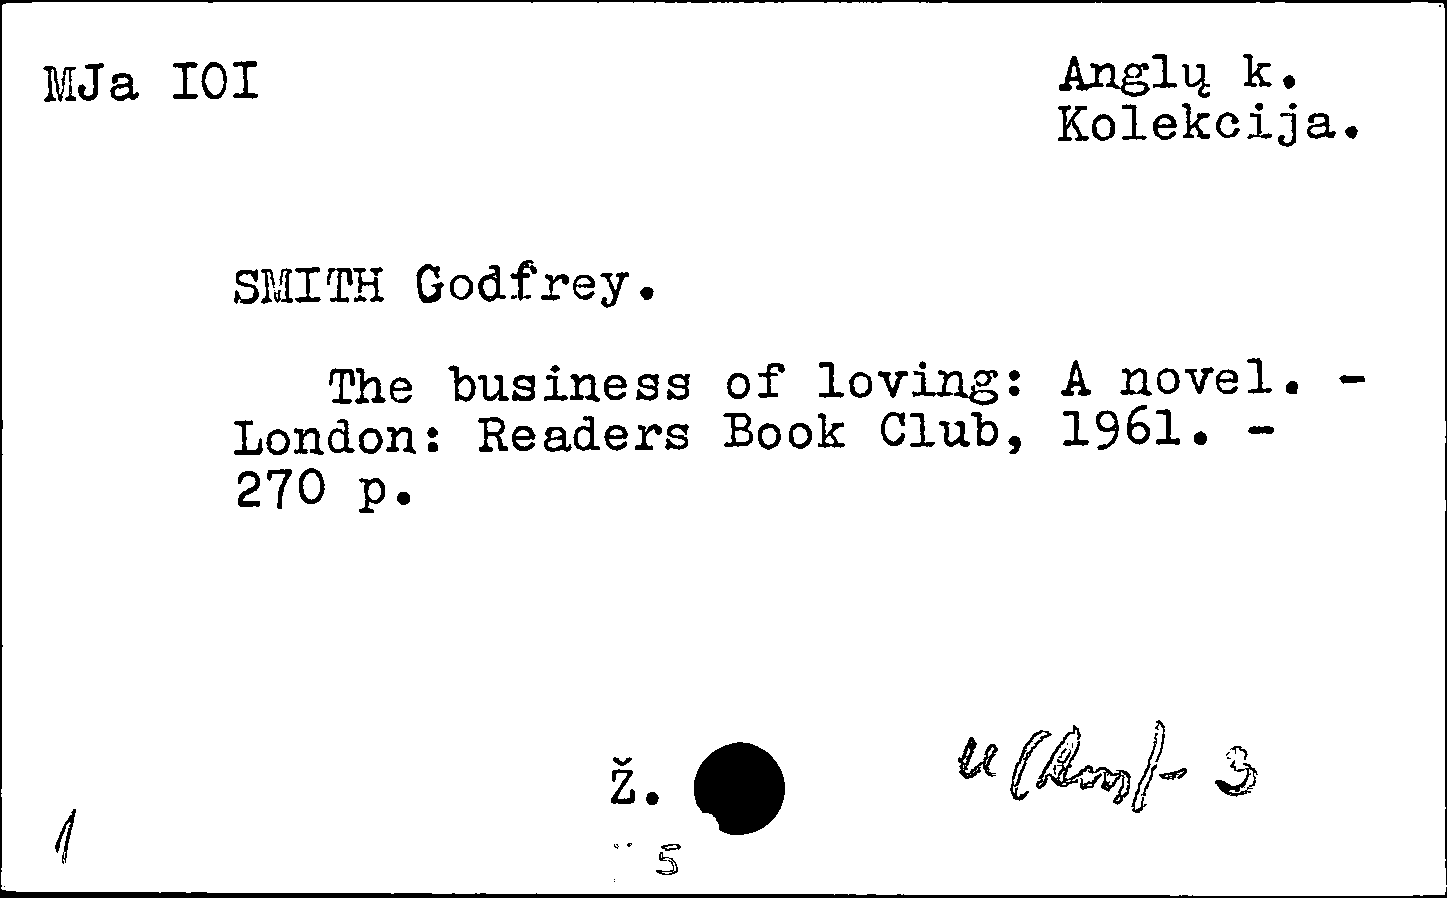 MJa IOI
Anglų k.
Kolekcija.
SMITH Godfrey.
The business of loving: A novel. -
London: Readers Book Club, 1961. -
270 p.
Ž.
3
1
5